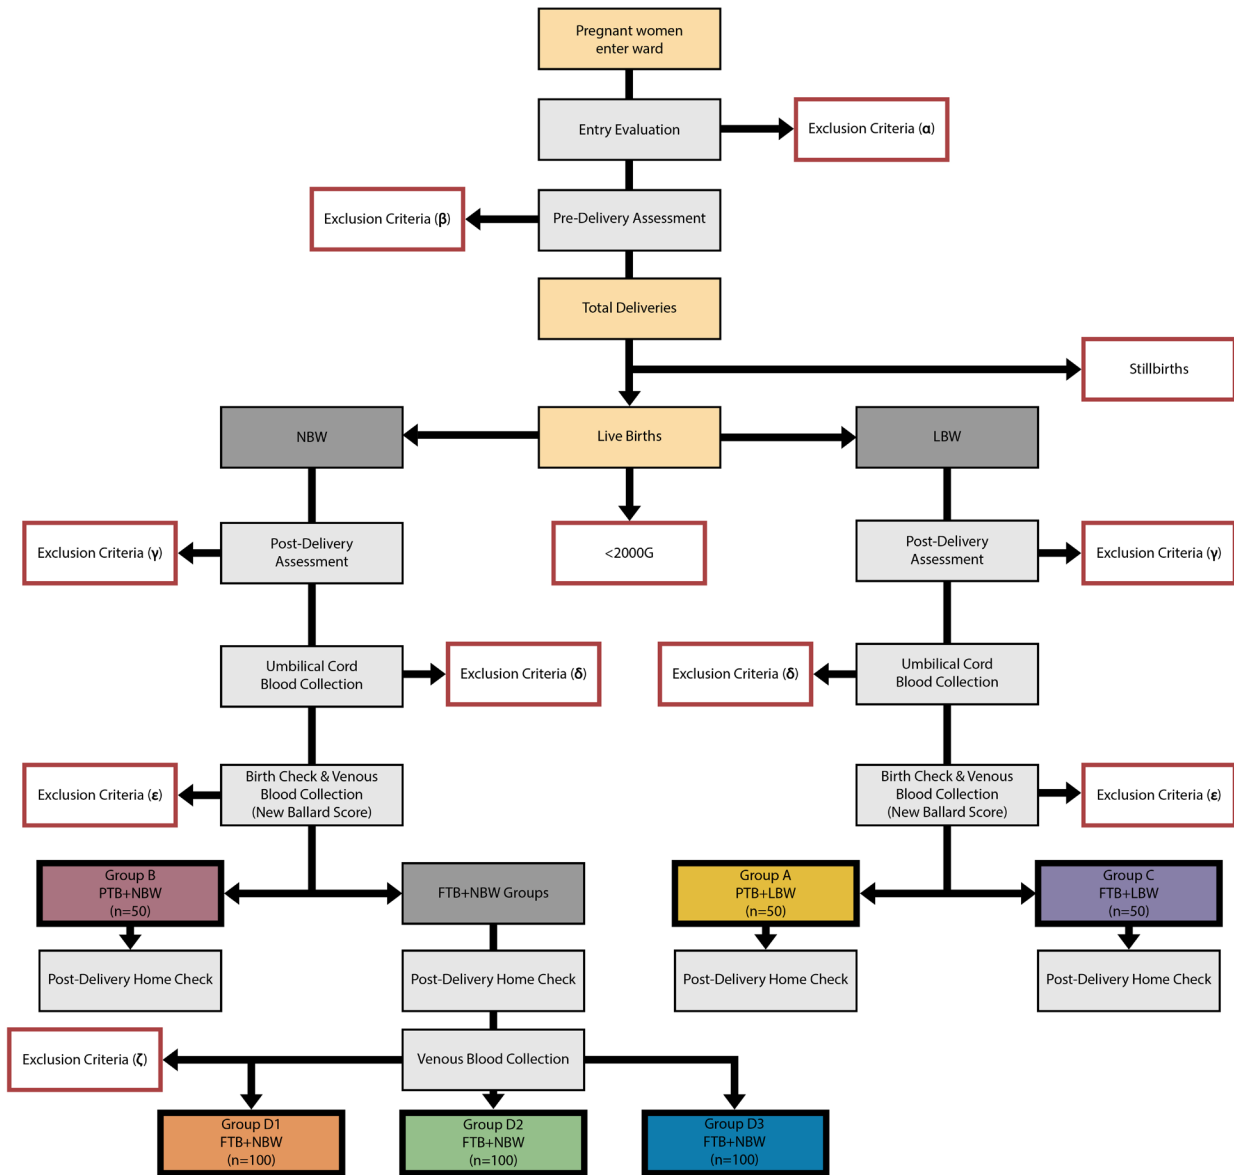 Pregnant women
enter ward
Entry Evaluation
Exclusion Criteria (α)
Exclusion Criteria (β)
Pre-Delivery Assessment
Total Deliveries
Stillbirths
NBW
Live Births
LBW
Exclusion Criteria (γ)
Post-Delivery
Assessment
<2000G
Post-Delivery
Assessment
Exclusion Criteria (γ)
Umbilical Cord
Blood Collection
Exclusion Criteria (δ)
Exclusion Criteria (δ)
Umbilical Cord
Blood Collection
Exclusion Criteria (ε)
Birth Check & Venous
Blood Collection
(New Ballard Score)
Birth Check & Venous
Blood Collection
(New Ballard Score)
Exclusion Criteria (ε)
Group B
PTB+NBW
(n=50)
FTB+NBW Groups
Group A
PTB+LBW
(n=50)
Group C
FTB+LBW
(n=50)
Post-Delivery Home Check
Post-Delivery Home Check
Post-Delivery Home Check
Post-Delivery Home Check
Exclusion Criteria (ζ)
Venous Blood Collection
Group D1
FTB+NBW
(n=100)
Group D2
FTB+NBW
(n=100)
Group D3
FTB+NBW
(n=100)